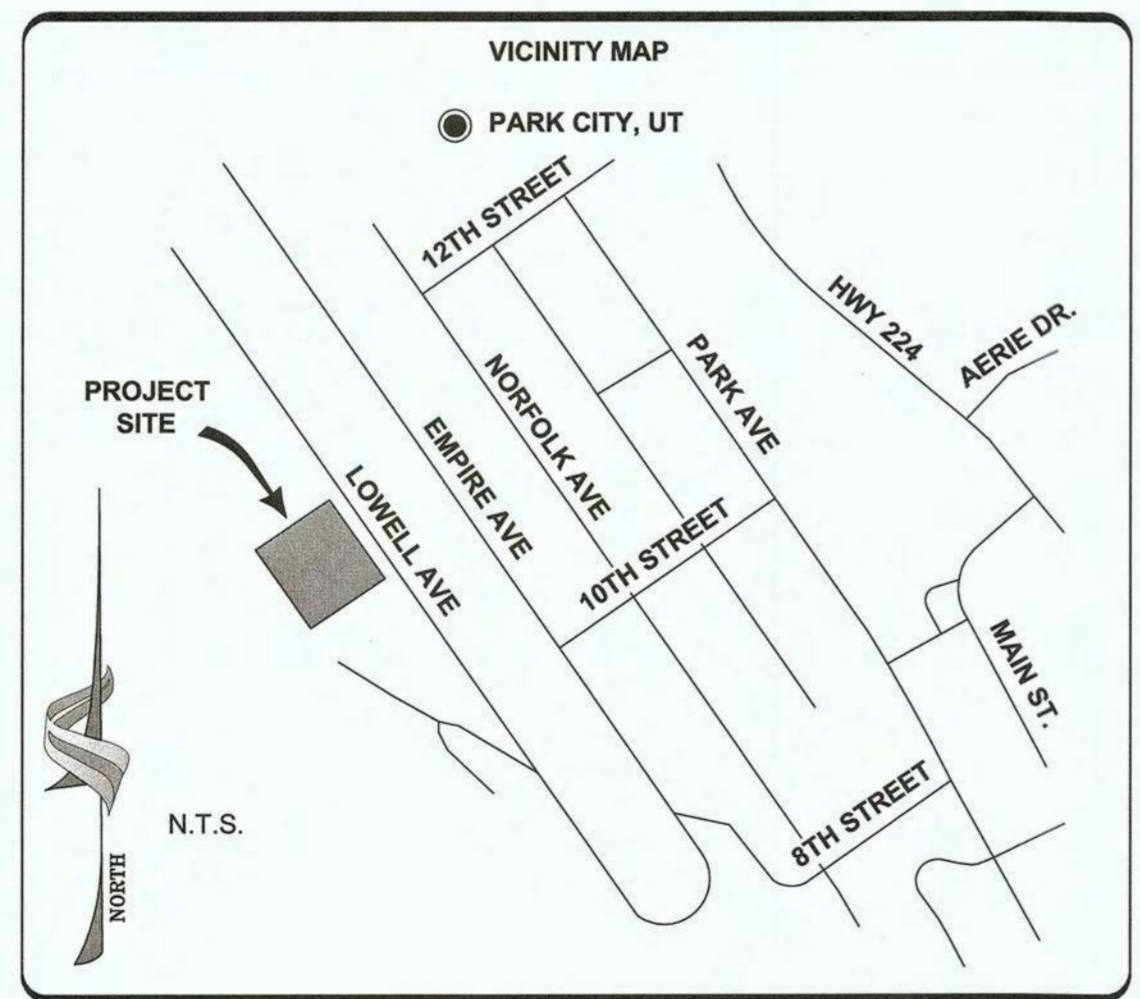 VICINITY MAP
PARK CITY, UT
12TH STREET
HWY 224
AERIE DR.
PARK AVE
NORFOLK AVE
PROJECT
SITE
EMPIRE AVE
LOWELL AVE
10TH STREET
MAIN ST.
8TH STREET
N.T.S.
NORTH